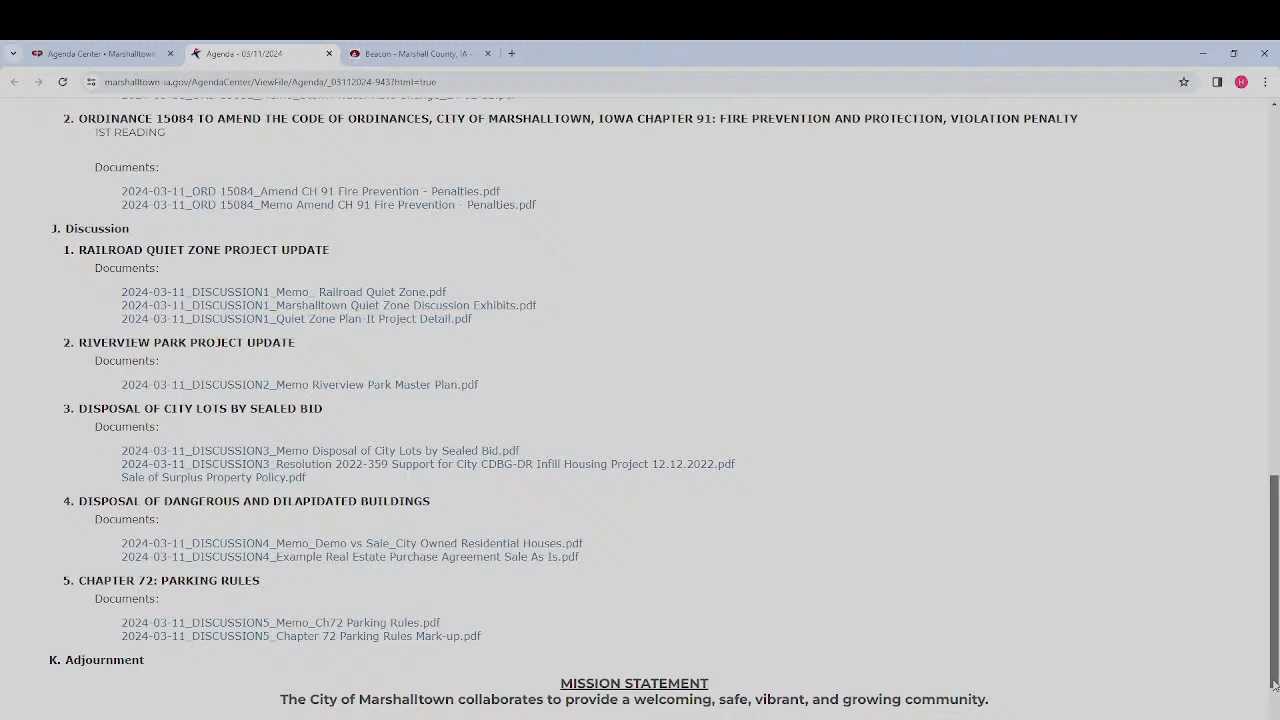 Agenda Center • Marshalltown
Agenda - 03/11/2024
Beacon - Marshall County, IA -
marshalltown-ia.gov/AgendaCenter/ViewFile/Agenda/_03112024-943?html=true
H
2. ORDINANCE 15084 TO AMEND THE CODE OF ORDINANCES, CITY OF MARSHALLTOWN, IOWA CHAPTER 91: FIRE PREVENTION AND PROTECTION, VIOLATION PENALTY
1ST READING
Documents:
2024-03-11_ORD 15084_Amend CH 91 Fire Prevention - Penalties.pdf
2024-03-11_ORD 15084_Memo Amend CH 91 Fire Prevention - Penalties.pdf
J. Discussion
1. RAILROAD QUIET ZONE PROJECT UPDATE
Documents:
2024-03-11_DISCUSSION1_Memo_ Railroad Quiet Zone.pdf
2024-03-11_DISCUSSION1_Marshalltown Quiet Zone Discussion Exhibits.pdf
2024-03-11_DISCUSSION1_Quiet Zone Plan-It Project Detail.pdf
2. RIVERVIEW PARK PROJECT UPDATE
Documents:
2024-03-11_DISCUSSION2_Memo Riverview Park Master Plan.pdf
3. DISPOSAL OF CITY LOTS BY SEALED BID
Documents:
2024-03-11_DISCUSSION3_Memo Disposal of City Lots by Sealed Bid.pdf
2024-03-11_DISCUSSION3_Resolution 2022-359 Support for City CDBG-DR Infill Housing Project 12.12.2022.pdf
Sale of Surplus Property Policy.pdf
4. DISPOSAL OF DANGEROUS AND DILAPIDATED BUILDINGS
Documents:
2024-03-11_DISCUSSION4_Memo_Demo vs Sale_City Owned Residential Houses.pdf
2024-03-11_DISCUSSION4_Example Real Estate Purchase Agreement Sale As Is.pdf
5. CHAPTER 72: PARKING RULES
Documents:
2024-03-11_DISCUSSION5_Memo_Ch72 Parking Rules.pdf
2024-03-11_DISCUSSION5_Chapter 72 Parking Rules Mark-up.pdf
K. Adjournment
MISSION STATEMENT
The City of Marshalltown collaborates to provide a welcoming, safe, vibrant, and growing community.